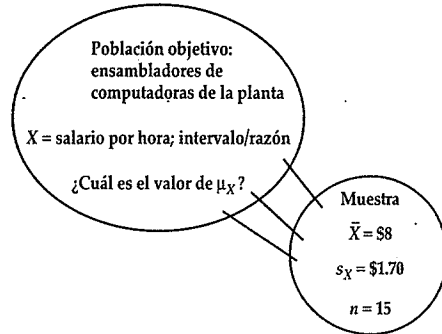 Población objetivo:
ensambladores de
computadoras de la planta
X = salario por hora; intervalo/razón
¿Cuál es el valor de μX?
Muestra
X̄ = $8
sX = $1.70
n = 15